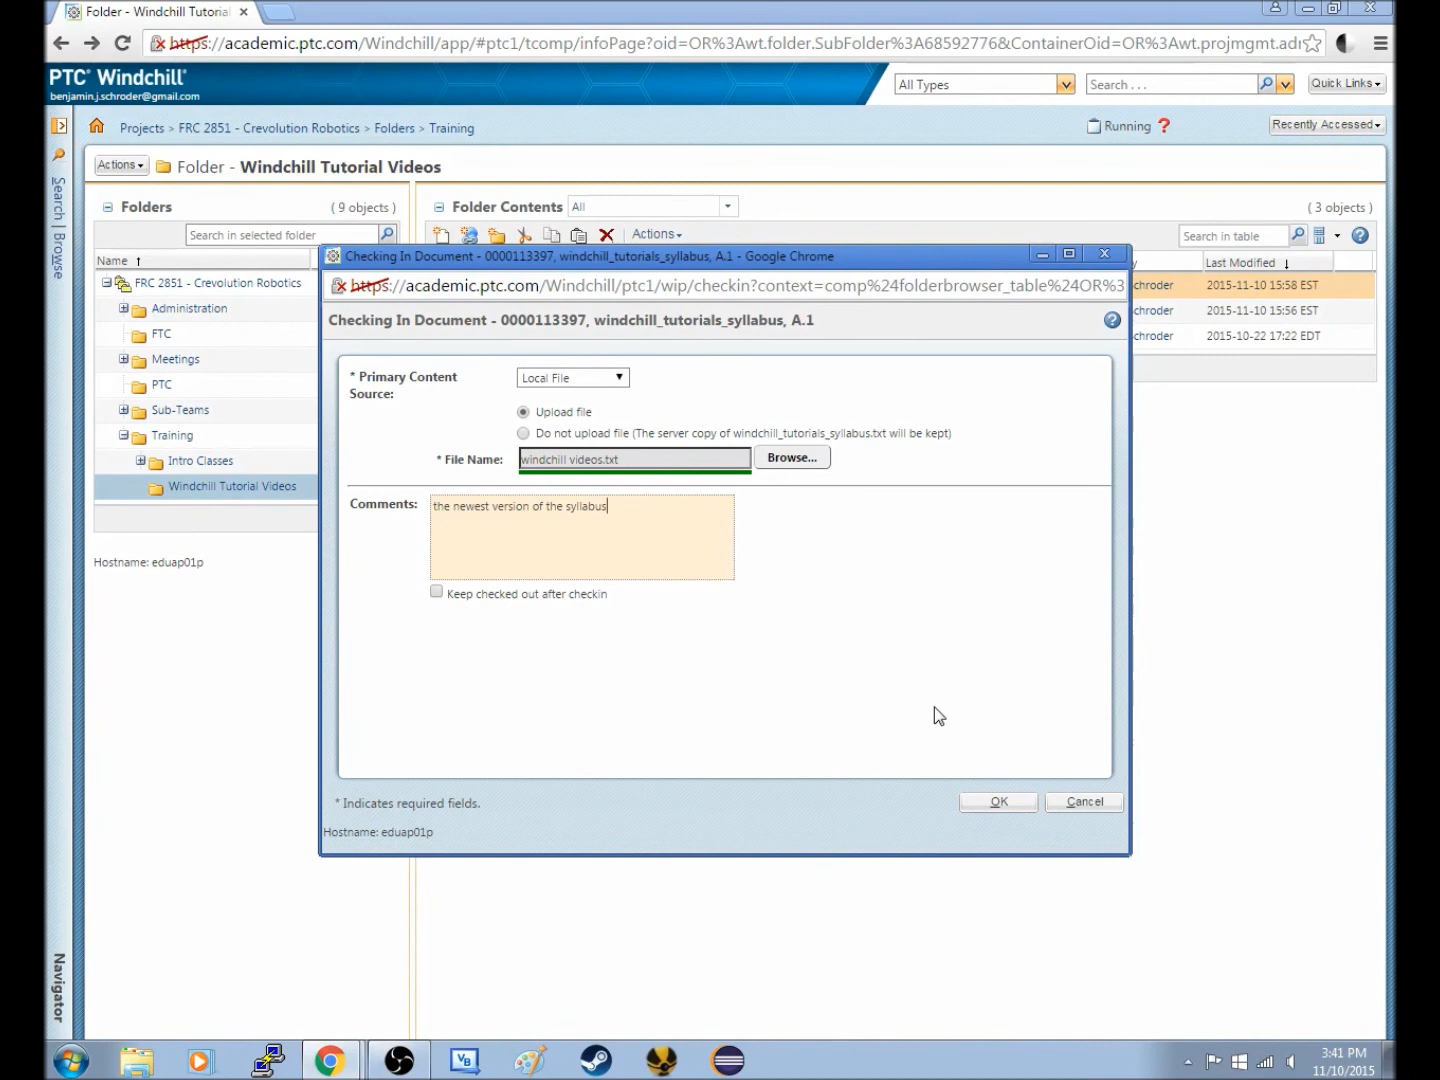 Folder - Windchill Tutoria
https://academic.ptc.com/Windchill/app/#ptc1/tcomp/infoPage?oid=OR%3Awt.folder.SubFolder%3A68592776&ContainerOid=OR%3Awt.projmgmt.adm
PTC Windchill
benjamin.j.schroder@gmail.com
All Types
Search . . .
Quick Links
Projects > FRC 2851 - Crevolution Robotics > Folders > Training
Running ?
Recently Accessed
Actions
Folder - Windchill Tutorial Videos
Folders
( 9 objects )
Folder Contents
All
( 3 objects )
Search in selected folder
Actions
Search in table
Name
Last Modified
FRC 2851 - Crevolution Robotics
Administration
FTC
Meetings
PTC
Sub-Teams
Training
Intro Classes
Windchill Tutorial Videos
chroder 2015-11-10 15:58 EST
chroder 2015-11-10 15:56 EST
chroder 2015-10-22 17:22 EDT
Hostname: eduap01p
Search | Browse
Navigator
Checking In Document - 0000113397, windchill_tutorials_syllabus, A.1 - Google Chrome
https://academic.ptc.com/Windchill/ptc1/wip/checkin?context=comp%24folderbrowser_table%24OR%3
Checking In Document - 0000113397, windchill_tutorials_syllabus, A.1
* Primary Content Source:
Local File
Upload file
Do not upload file (The server copy of windchill_tutorials_syllabus.txt will be kept)
* File Name:
windchill videos.txt
Browse...
Comments:
the newest version of the syllabus
Keep checked out after checkin
* Indicates required fields.
OK
Cancel
Hostname: eduap01p
VB
3:41 PM
11/10/2015